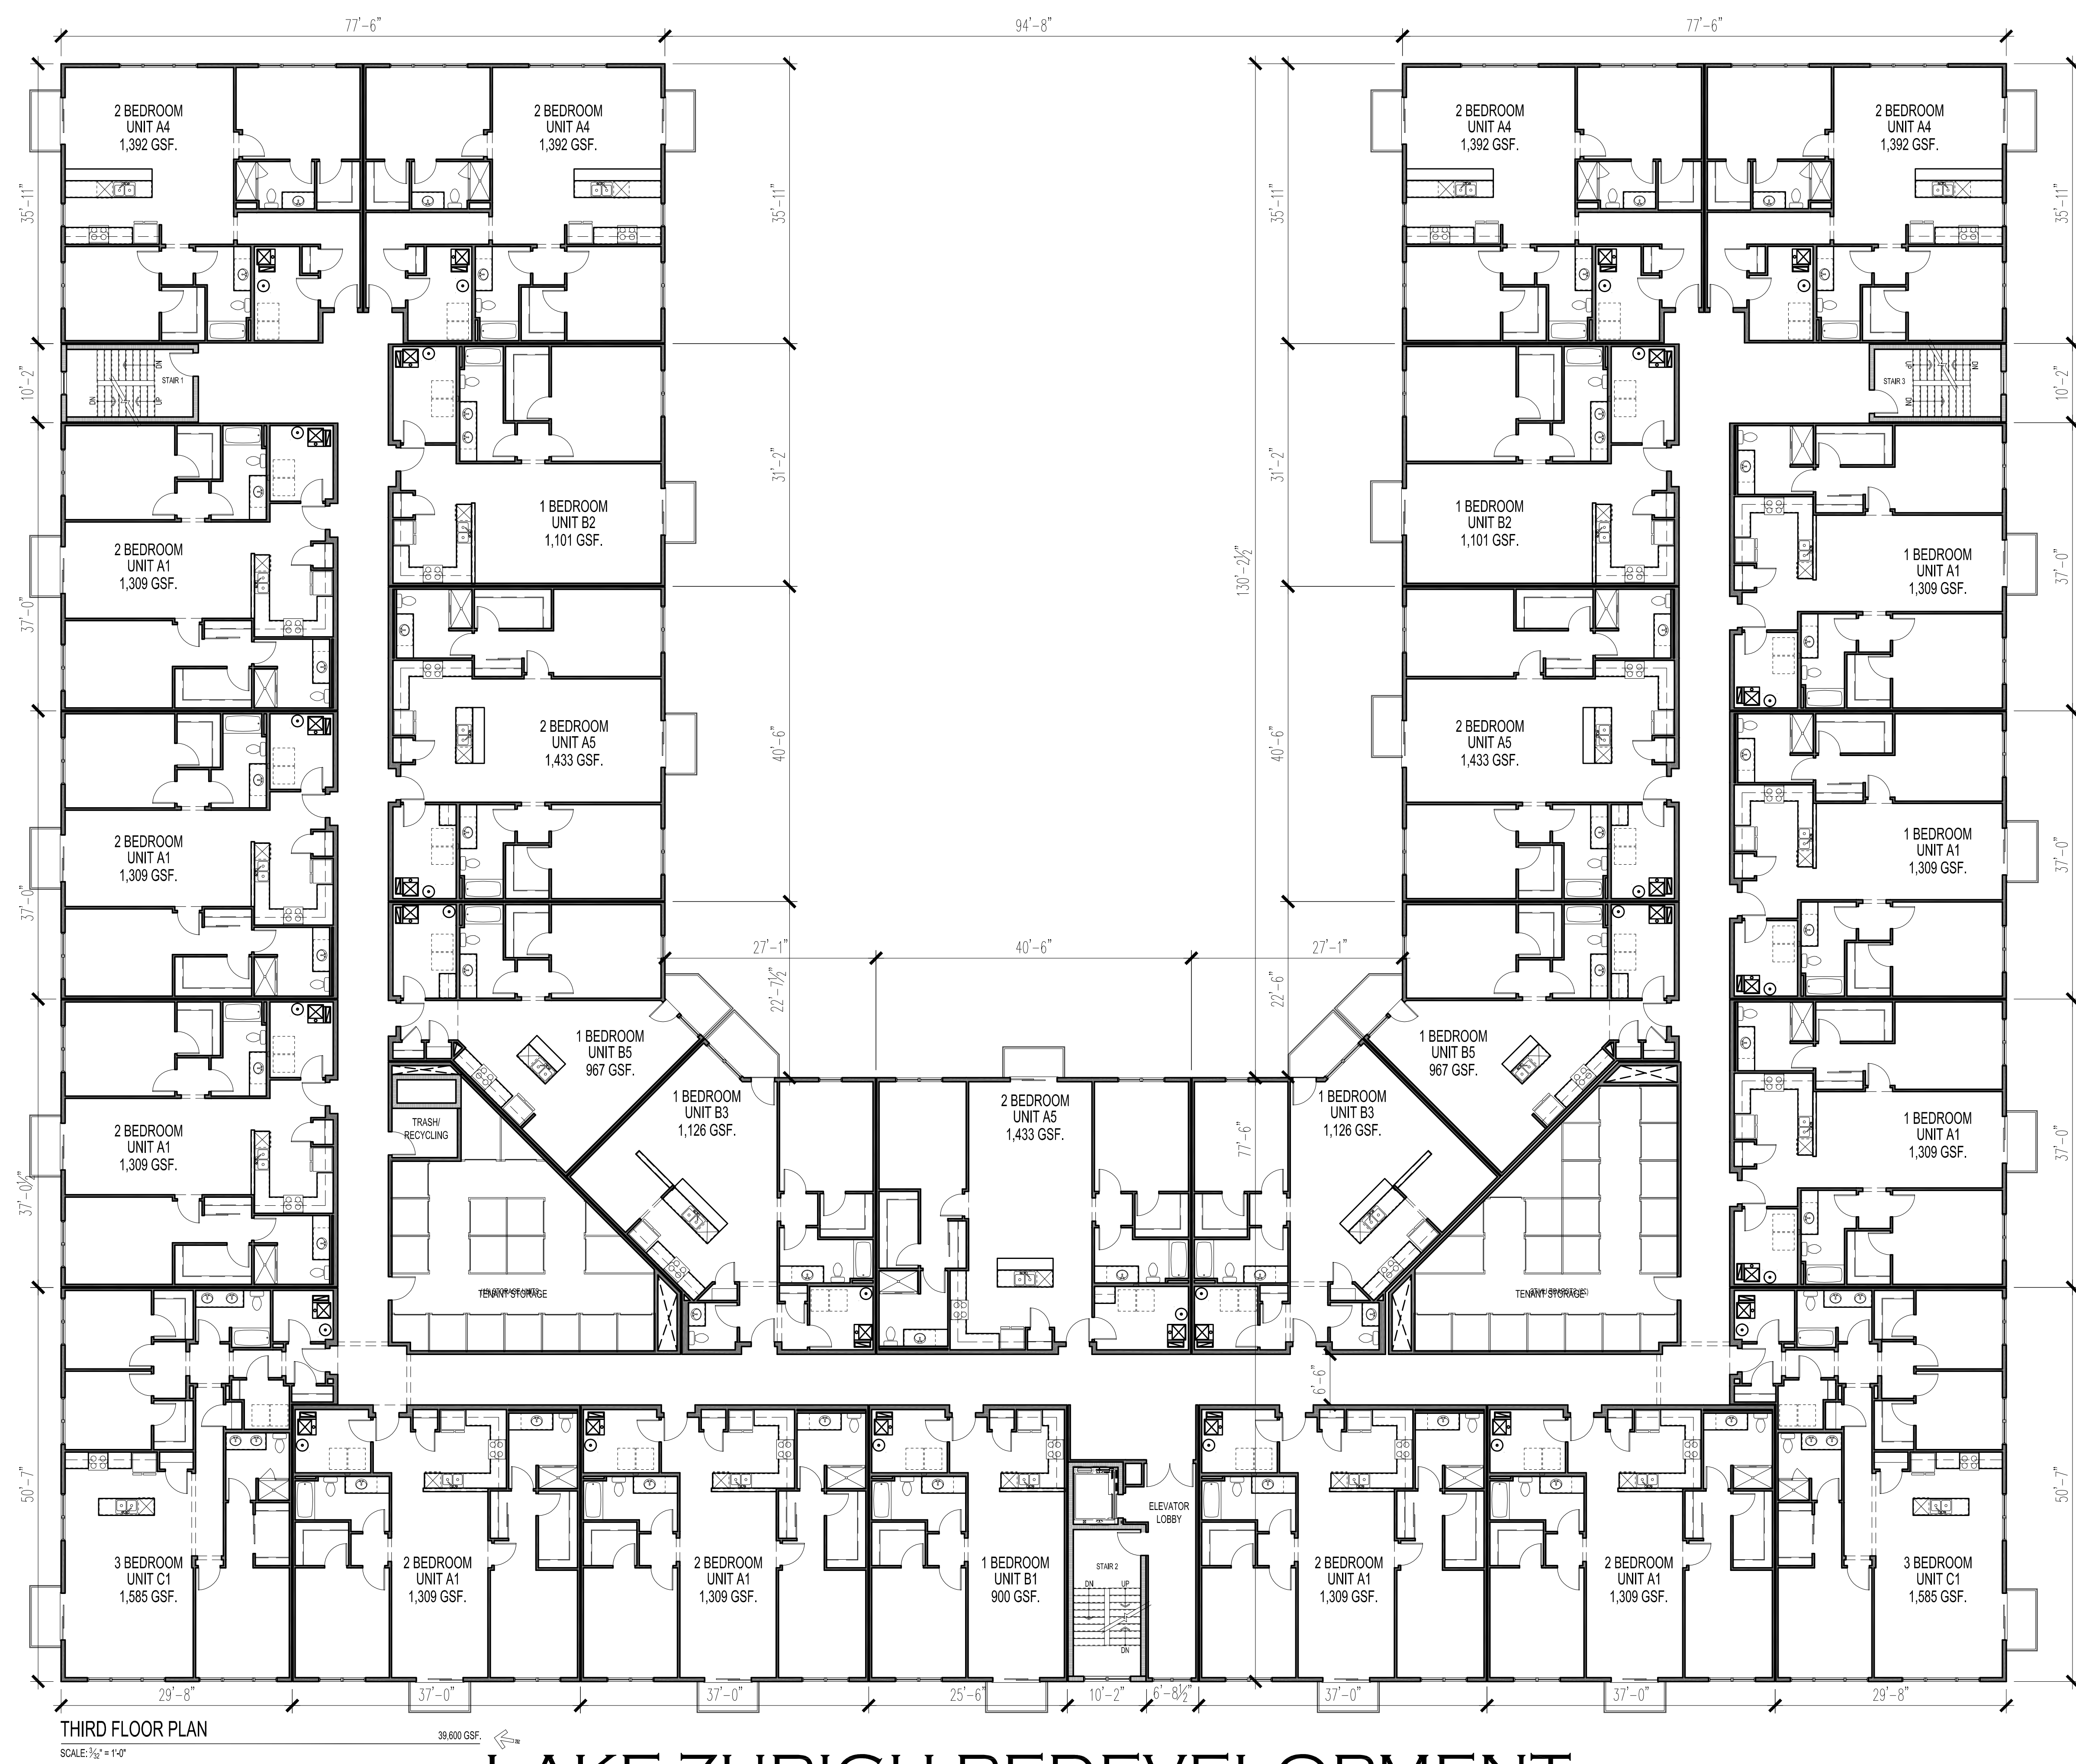 77'-6"
94'-8"
77'-6"
2 BEDROOM
UNIT A4
1,392 GSF.
2 BEDROOM
UNIT A4
1,392 GSF.
2 BEDROOM
UNIT A4
1,392 GSF.
2 BEDROOM
UNIT A4
1,392 GSF.
35'-11"
35'-11"
35'-11"
35'-11"
10'-2"
DN
STAIR 1
DN
UP
UP
DN
STAIR 3
DN
10'-2"
31'-2"
31'-2"
1 BEDROOM
UNIT B2
1,101 GSF.
1 BEDROOM
UNIT B2
1,101 GSF.
2 BEDROOM
UNIT A1
1,309 GSF.
1 BEDROOM
UNIT A1
1,309 GSF.
37'-0"
130'-2½"
37'-0"
2 BEDROOM
UNIT A5
1,433 GSF.
40'-6"
40'-6"
2 BEDROOM
UNIT A5
1,433 GSF.
2 BEDROOM
UNIT A1
1,309 GSF.
1 BEDROOM
UNIT A1
1,309 GSF.
37'-0"
37'-0"
27'-1"
40'-6"
27'-1"
22'-7½"
22'-6"
1 BEDROOM
UNIT B5
967 GSF.
1 BEDROOM
UNIT B5
967 GSF.
1 BEDROOM
UNIT B3
1,126 GSF.
2 BEDROOM
UNIT A5
1,433 GSF.
77'-6"
1 BEDROOM
UNIT B3
1,126 GSF.
TRASH/
RECYCLING
2 BEDROOM
UNIT A1
1,309 GSF.
1 BEDROOM
UNIT A1
1,309 GSF.
37'-0½"
37'-0"
TENANT STORAGE
TENANT STORAGE
6'-6"
50'-7"
50'-7"
ELEVATOR
LOBBY
3 BEDROOM
UNIT C1
1,585 GSF.
2 BEDROOM
UNIT A1
1,309 GSF.
2 BEDROOM
UNIT A1
1,309 GSF.
1 BEDROOM
UNIT B1
900 GSF.
STAIR 2
DN
UP
DN
2 BEDROOM
UNIT A1
1,309 GSF.
2 BEDROOM
UNIT A1
1,309 GSF.
3 BEDROOM
UNIT C1
1,585 GSF.
29'-8"
37'-0"
37'-0"
25'-6"
10'-2"
6'-8½"
37'-0"
37'-0"
29'-8"
THIRD FLOOR PLAN
39,600 GSF.
SCALE: 3/32" = 1'-0"
LAKE ZURICH REDEVELOPMENT